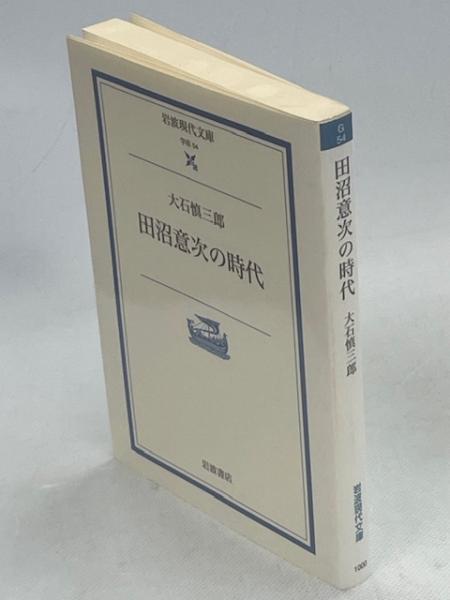 岩波現代文庫
学術 54
大石慎三郎
田沼意次の時代
岩波書店
G
54
田沼意次の時代
大石慎三郎
岩波現代文庫
1000